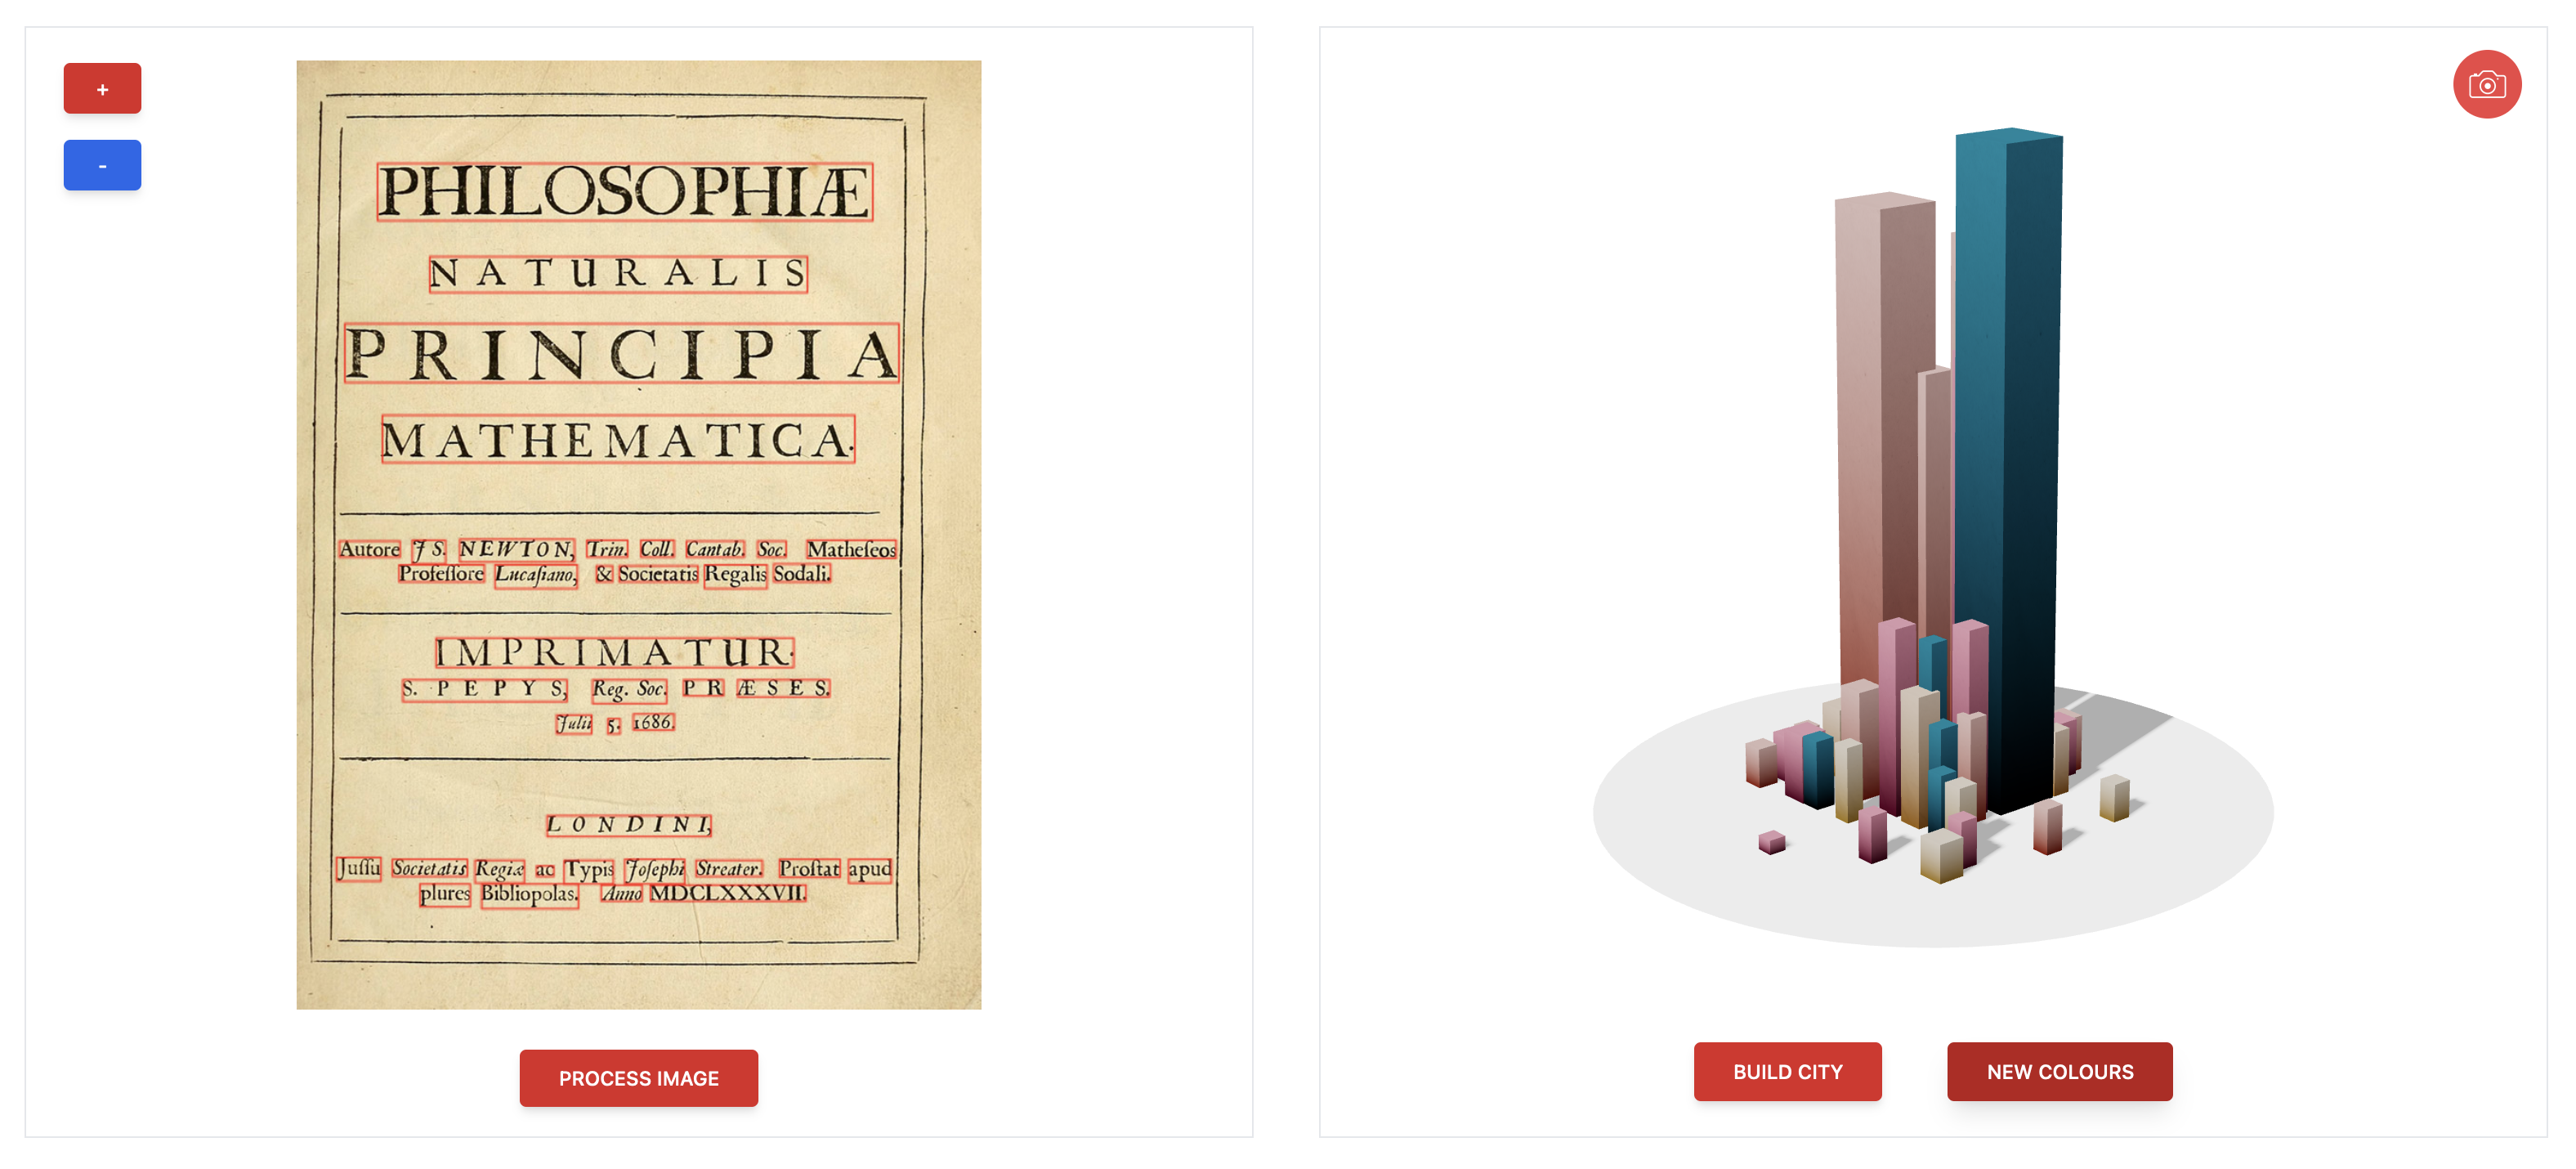 +
-
PHILOSOPHIÆ
NATURALIS
PRINCIPIA
MATHEMATICA.
Autore J S. NEWTON, Trin. Coll. Cantab. Soc. Matheſeos
Profeſſore Lucaſiano, & Societatis Regalis Sodali.
IMPRIMATUR.
S. PEPYS, Reg. Soc. PRÆSES.
Julii 5. 1686.
LONDINI,
Juſſu Societatis Regiæ ac Typis Joſephi Streater. Proſtat apud
plures Bibliopolas. Anno MDCLXXXVII.
PROCESS IMAGE
BUILD CITY NEW COLOURS